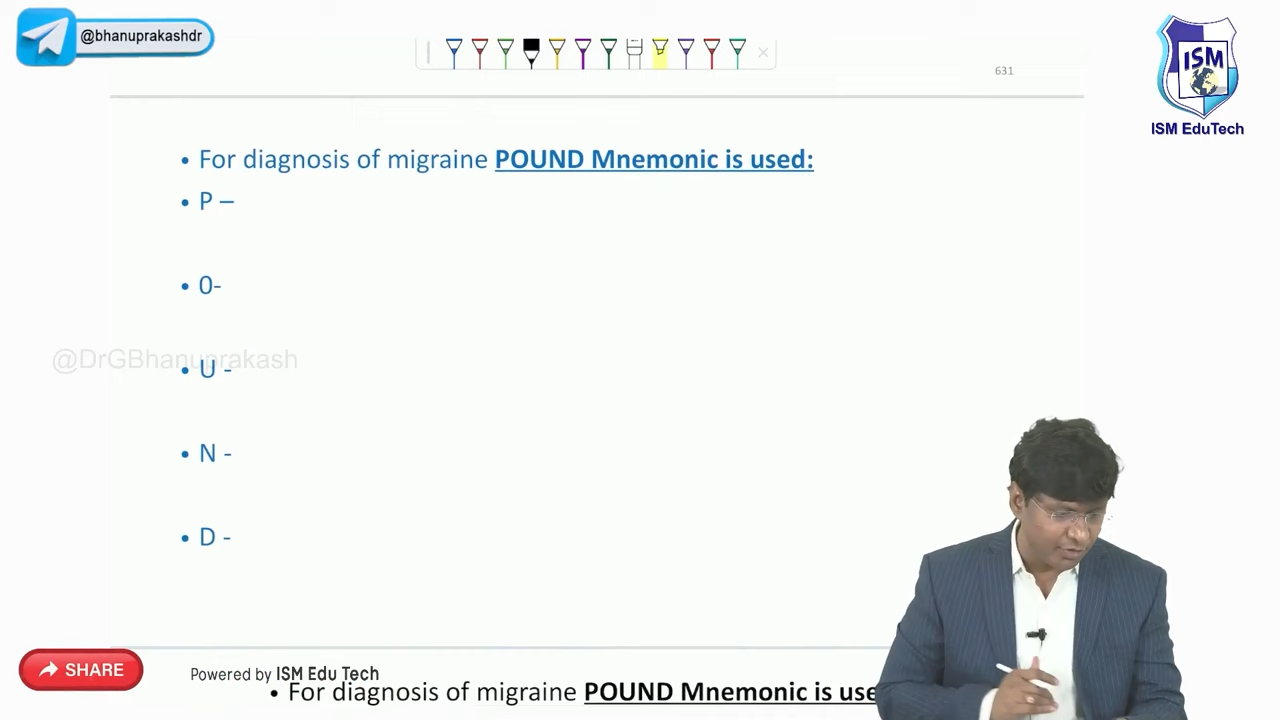 @bhanuprakashdr
631
ISM
ISM EduTech
• For diagnosis of migraine POUND Mnemonic is used:
• P –
• 0-
@DrGBhanuprakash
• U -
• N -
• D -
SHARE
Powered by ISM Edu Tech
• For diagnosis of migraine POUND Mnemonic is use